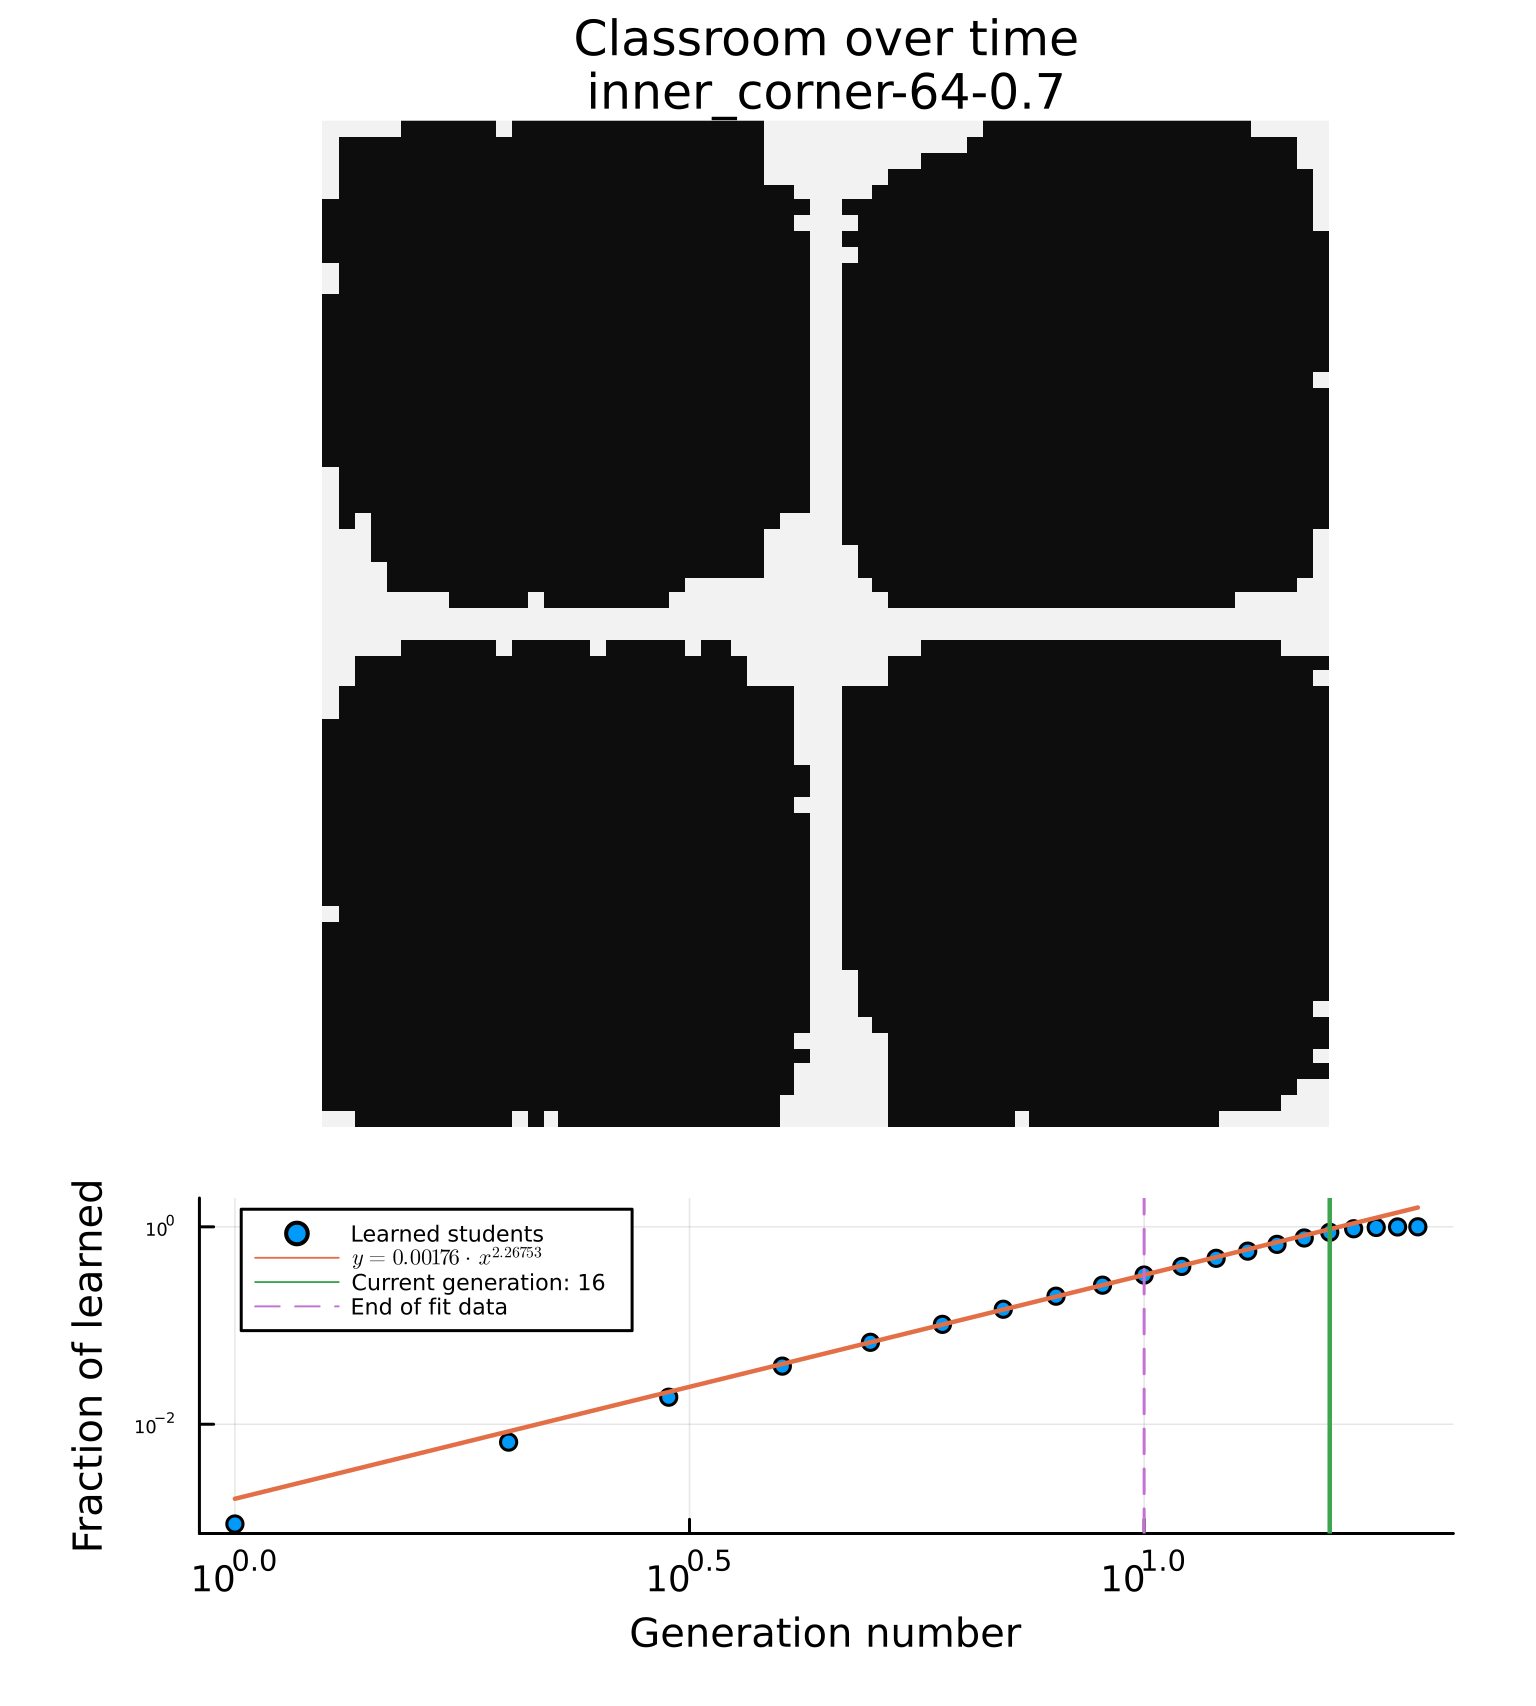 Classroom over time
inner_corner-64-0.7
Fraction of learned
10^0
10^-2
Learned students
y = 0.00176 · x^2.26753
Current generation: 16
End of fit data
10^0.0 10^0.5 10^1.0
Generation number